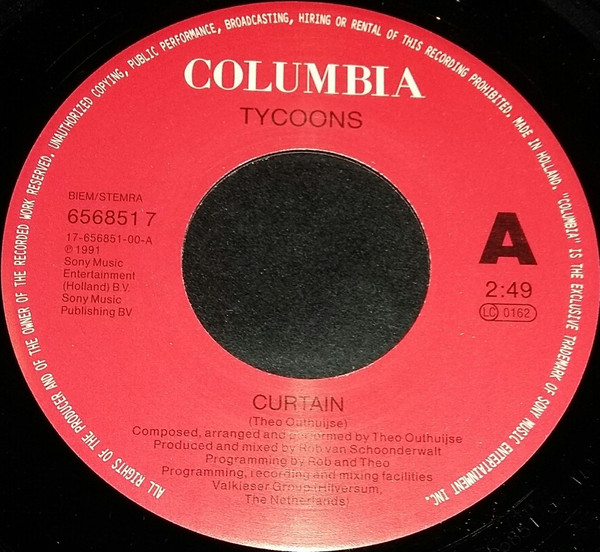 ALL RIGHTS OF THE PRODUCER AND OF THE OWNER OF THE RECORDED WORK RESERVED. UNAUTHORIZED COPYING, PUBLIC PERFORMANCE, BROADCASTING, HIRING OR RENTAL OF THIS RECORDING PROHIBITED. MADE IN HOLLAND. "COLUMBIA" IS THE EXCLUSIVE TRADEMARK OF SONY MUSIC ENTERTAINMENT INC.
COLUMBIA
TYCOONS
BIEM/STEMRA
656851 7
17-656851-00-A
℗ 1991
Sony Music
Entertainment
(Holland) B.V.
Sony Music
Publishing BV
A
2:49
LC 0162
CURTAIN
(Theo Outhuijse)
Composed, arranged and performed by Theo Outhuijse
Produced and mixed by Rob van Schoonderwalt
Programming by Rob and Theo
Programming, recording and mixing facilities
Valkieser Group (Hilversum,
The Netherlands)